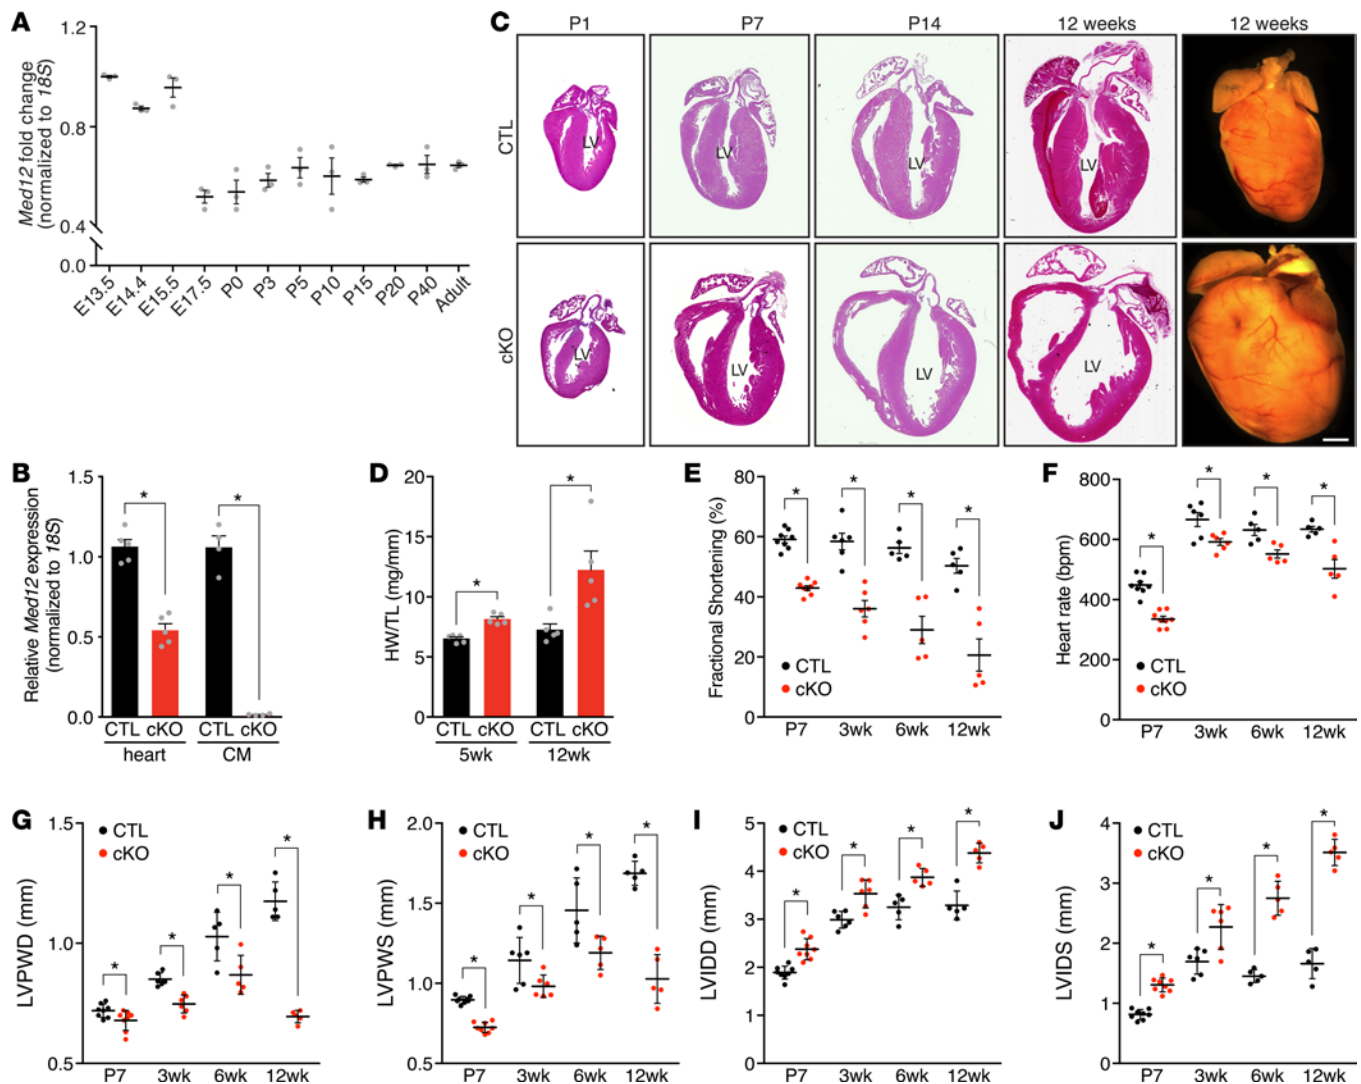 A
Med12 fold change
(normalized to 18S)
1.2
0.8
0.4
0.0
E13.5
E14.4
E15.5
E17.5
P0
P3
P5
P10
P15
P20
P40
Adult
C
P1
P7
P14
12 weeks
12 weeks
CTL
LV
LV
LV
LV
cKO
LV
LV
LV
LV
B
Relative Med12 expression
(normalized to 18S)
1.5
1.0
0.5
0.0
*
*
CTL cKO CTL cKO
heart CM
D
HW/TL (mg/mm)
20
15
10
5
0
*
*
CTL cKO CTL cKO
5wk 12wk
E
Fractional Shortening (%)
80
60
40
20
0
* * * *
CTL
cKO
P7 3wk 6wk 12wk
F
Heart rate (bpm)
800
600
400
200
0
* * * *
CTL
cKO
P7 3wk 6wk 12wk
G
LVPWD (mm)
1.5
1.0
0.5
CTL
cKO
* * * *
P7 3wk 6wk 12wk
H
LVPWS (mm)
2.0
1.5
1.0
0.5
CTL
cKO
* * * *
P7 3wk 6wk 12wk
I
LVIDD (mm)
5
4
3
2
1
0
CTL
cKO
* * * *
P7 3wk 6wk 12wk
J
LVIDS (mm)
4
3
2
1
0
CTL
cKO
* * * *
P7 3wk 6wk 12wk